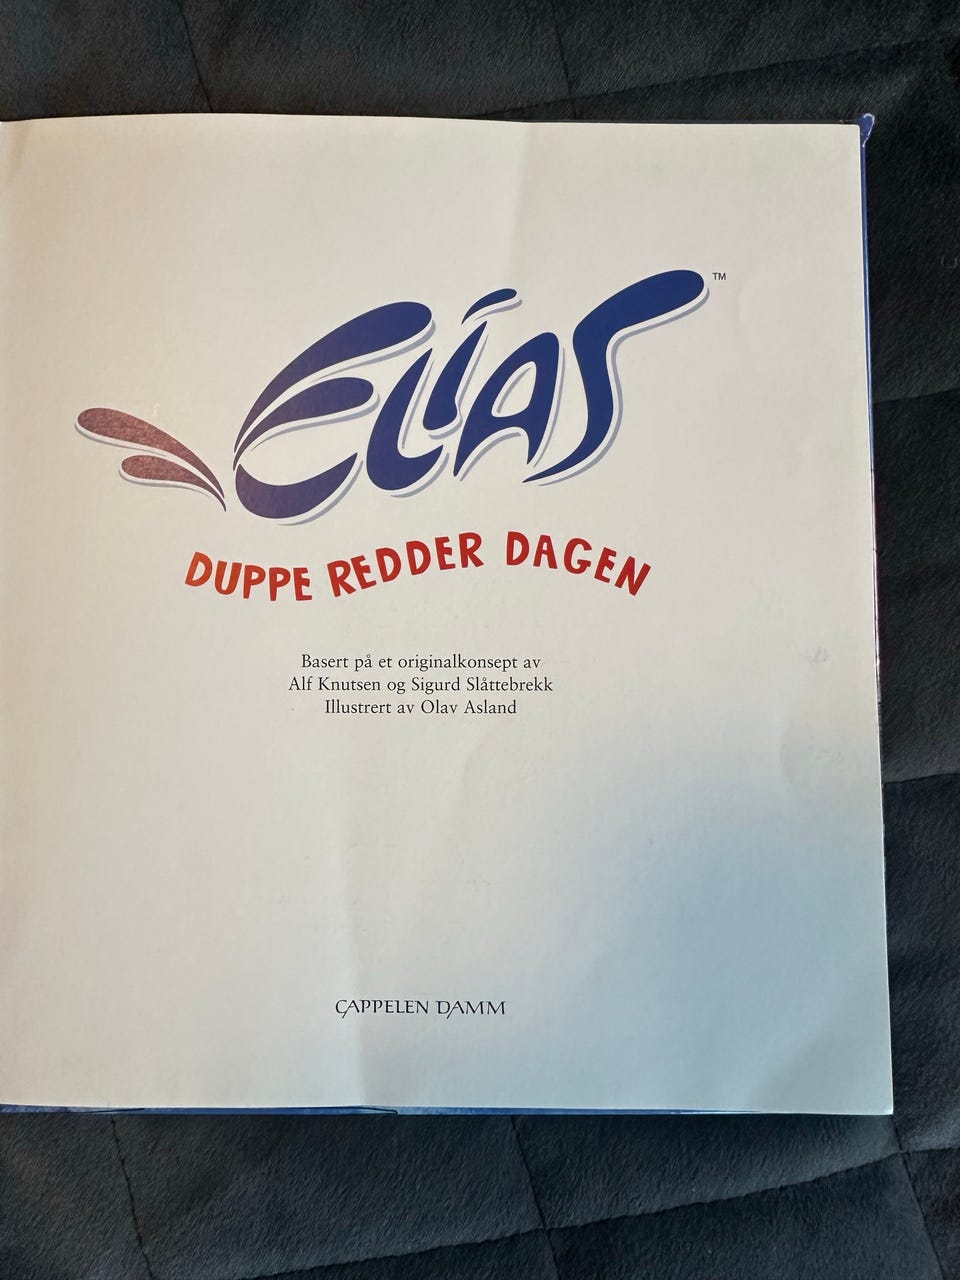 ELIAS™
DUPPE REDDER DAGEN
Basert på et originalkonsept av
Alf Knutsen og Sigurd Slåttebrekk
Illustrert av Olav Asland
CAPPELEN DAMM